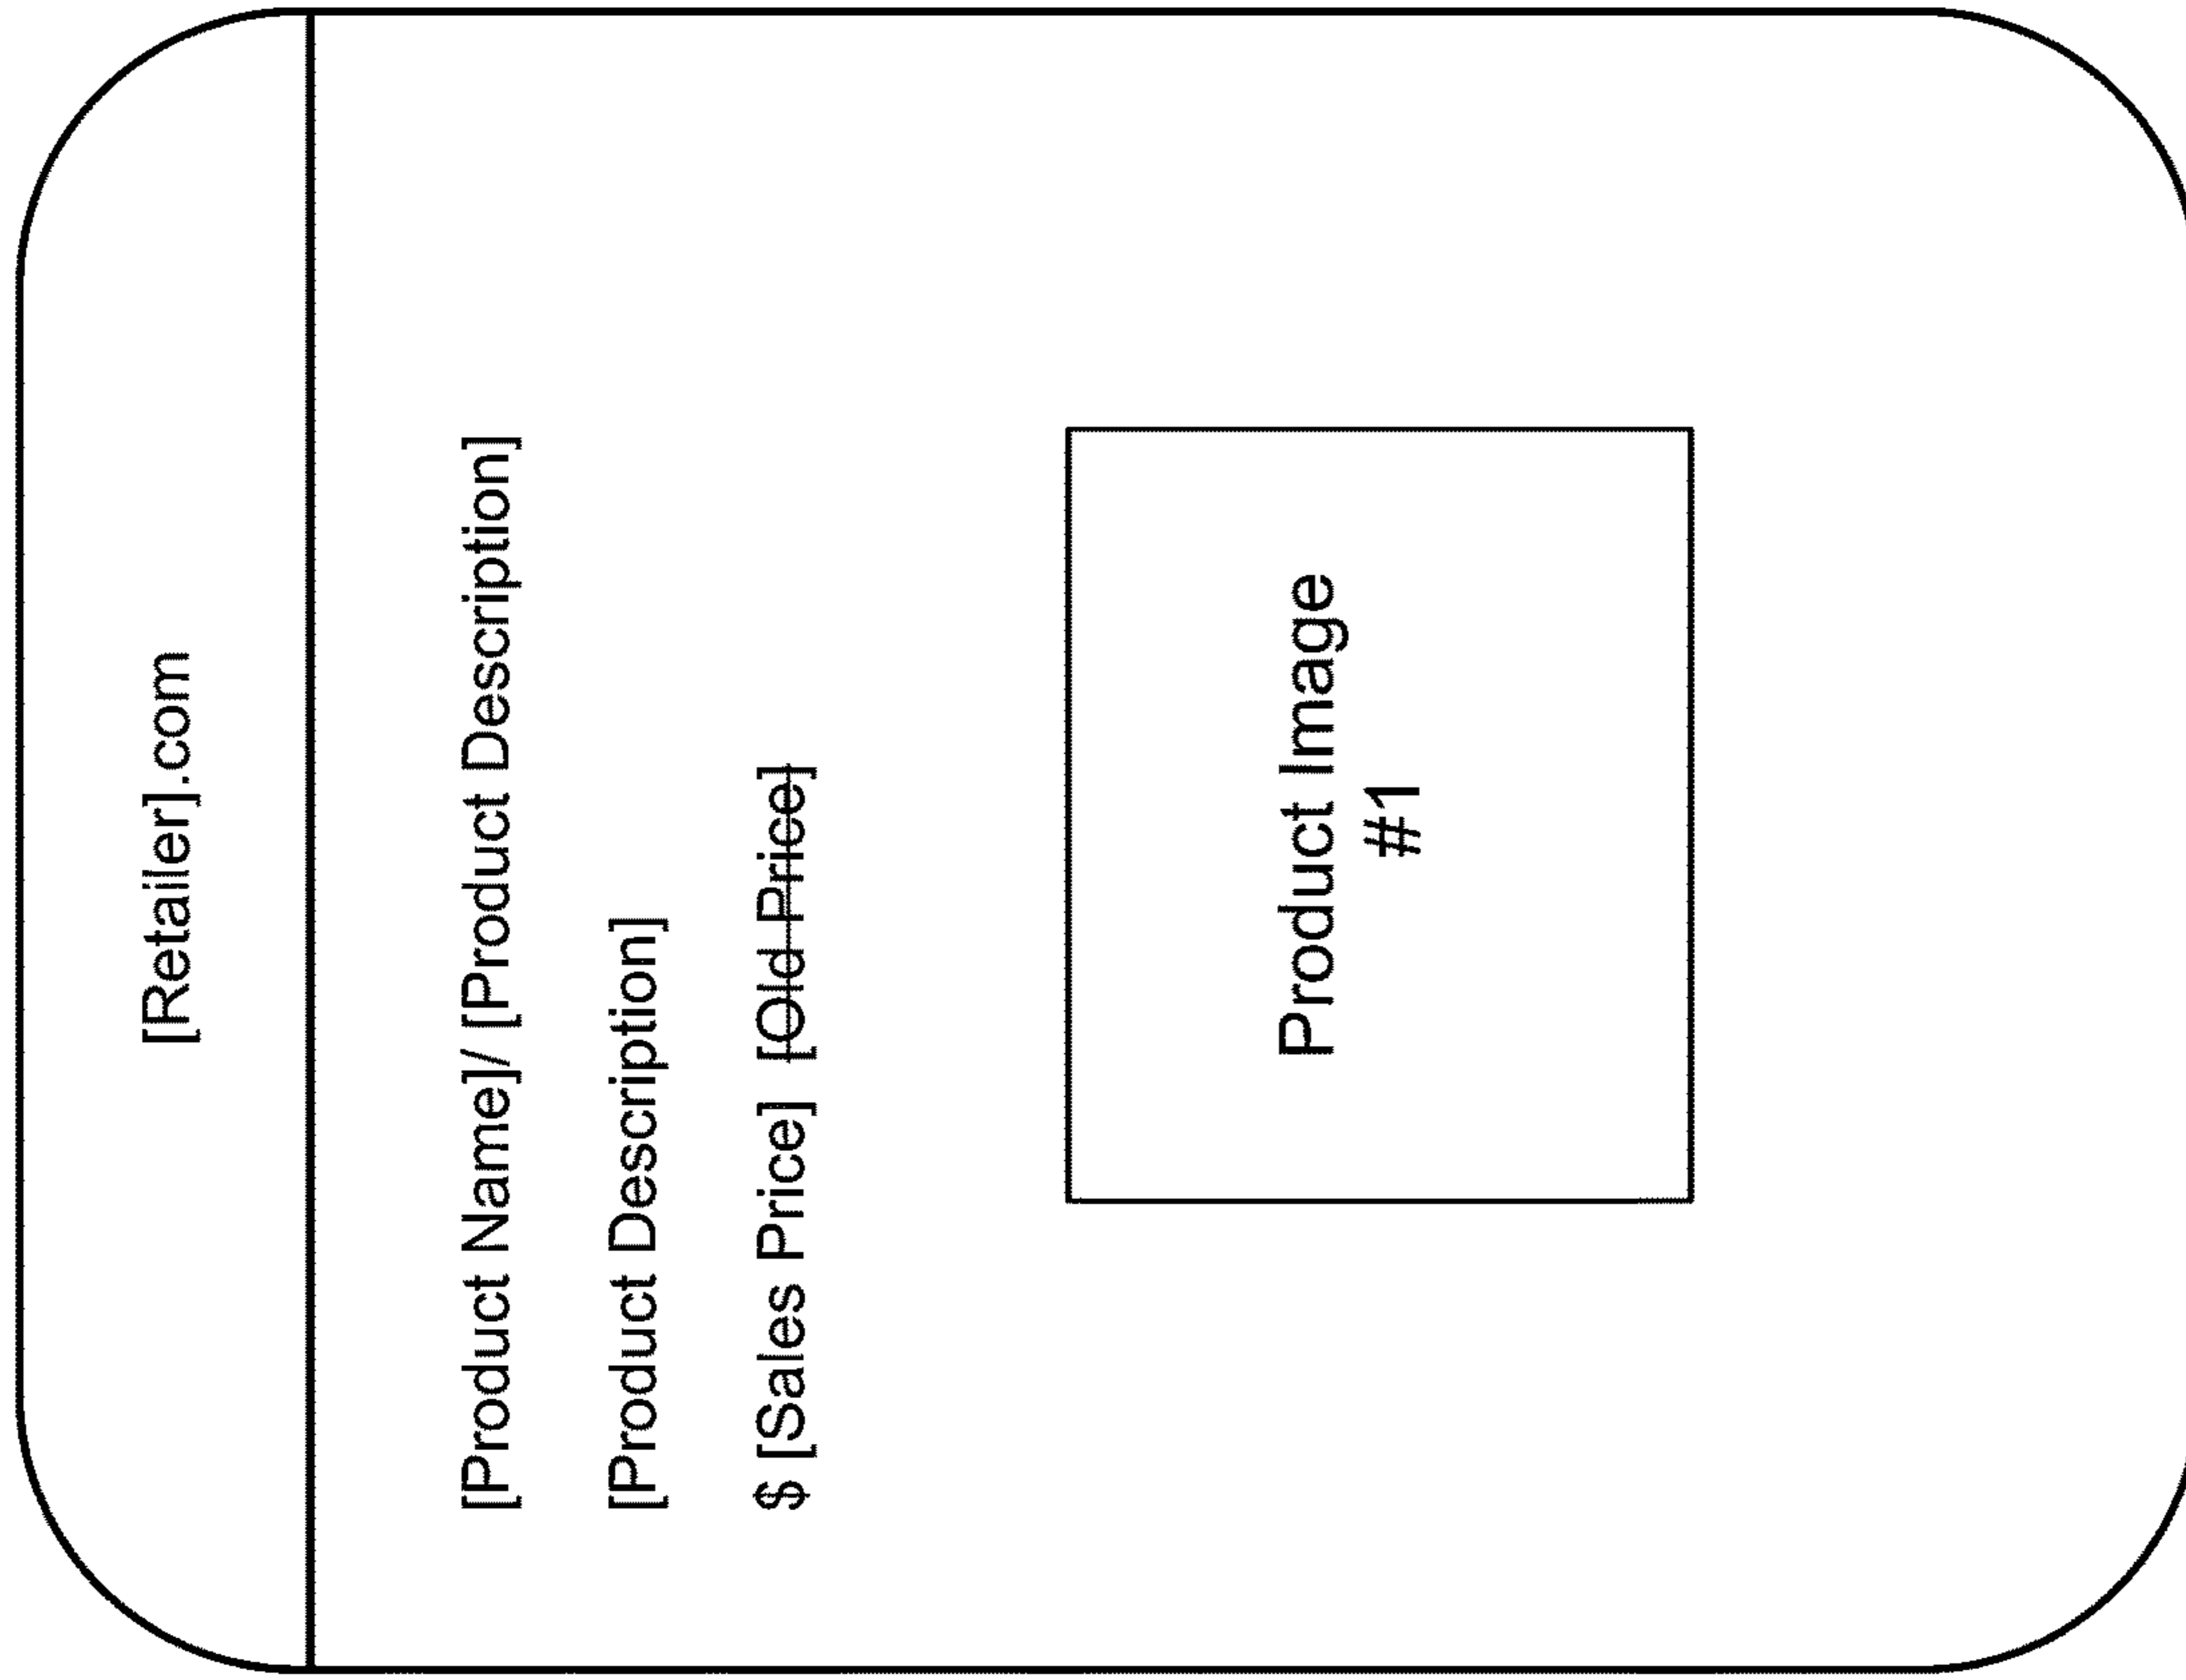 [Retailer].com
[Product Name]/ [Product Description]
[Product Description]
$ [Sales Price] [Old Price]
Product Image
#1